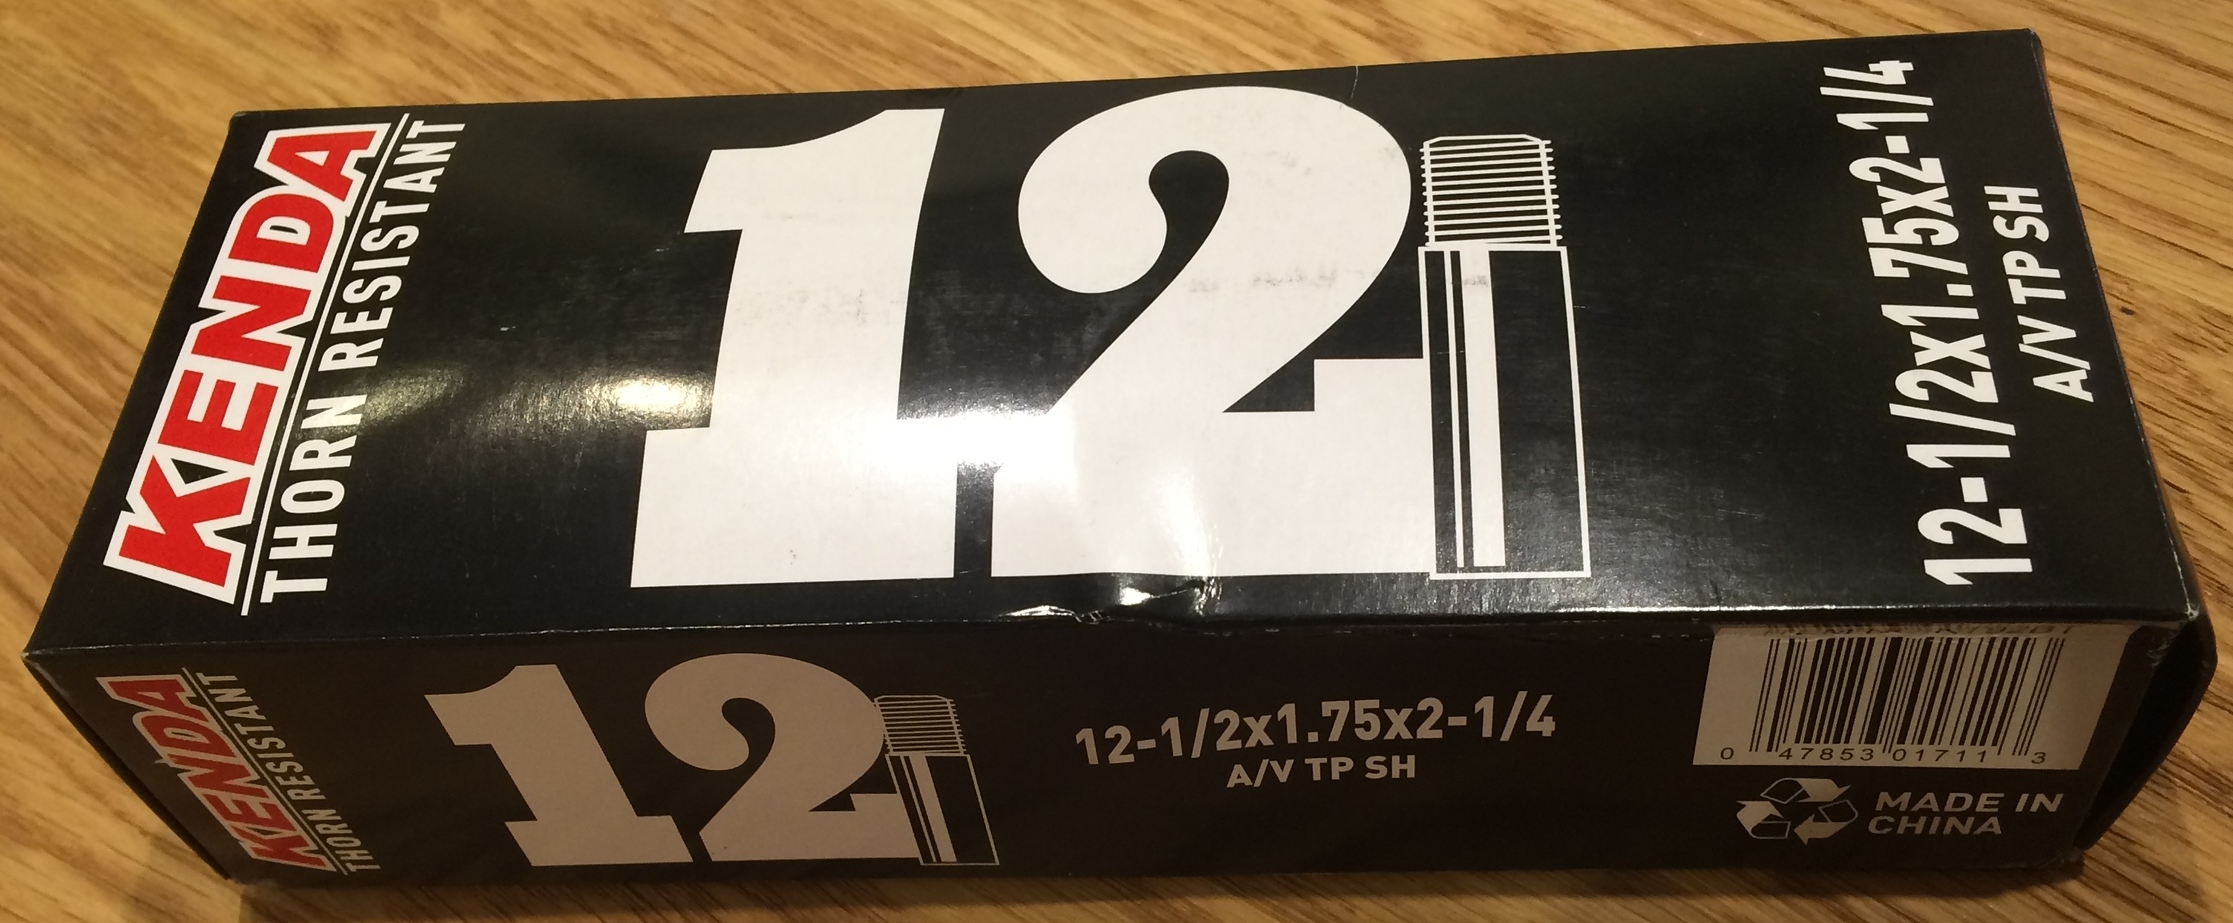 KENDA
THORN RESISTANT
12
12-1/2x1.75x2-1/4
A/V TP SH
KENDA
THORN RESISTANT
12
12-1/2x1.75x2-1/4
A/V TP SH
0 47853 01711 3
MADE IN
CHINA